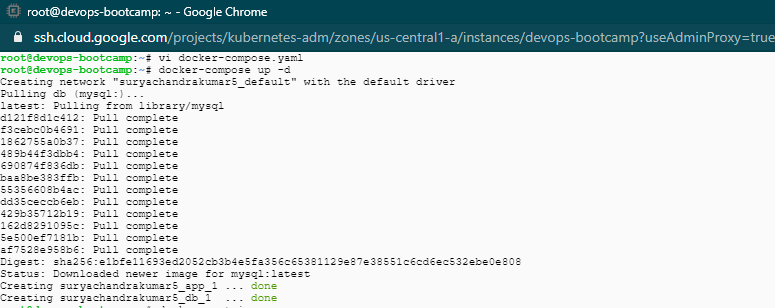 root@devops-bootcamp: ~ - Google Chrome
ssh.cloud.google.com/projects/kubernetes-adm/zones/us-central1-a/instances/devops-bootcamp?useAdminProxy=true
root@devops-bootcamp:~# vi docker-compose.yaml
root@devops-bootcamp:~# docker-compose up -d
Creating network "suryachandrakumar5_default" with the default driver
Pulling db (mysql:)...
latest: Pulling from library/mysql
d121f8d1c412: Pull complete
f3cebc0b4691: Pull complete
1862755a0b37: Pull complete
489b44f3dbb4: Pull complete
690874f836db: Pull complete
baa8be383ffb: Pull complete
55356608b4ac: Pull complete
dd35ceccb6eb: Pull complete
429b35712b19: Pull complete
162d8291095c: Pull complete
5e500ef7181b: Pull complete
af7528e958b6: Pull complete
Digest: sha256:e1bfe11693ed2052cb3b4e5fa356c65381129e87e38551c6cd6ec532ebe0e808
Status: Downloaded newer image for mysql:latest
Creating suryachandrakumar5_app_1 ... done
Creating suryachandrakumar5_db_1 ... done